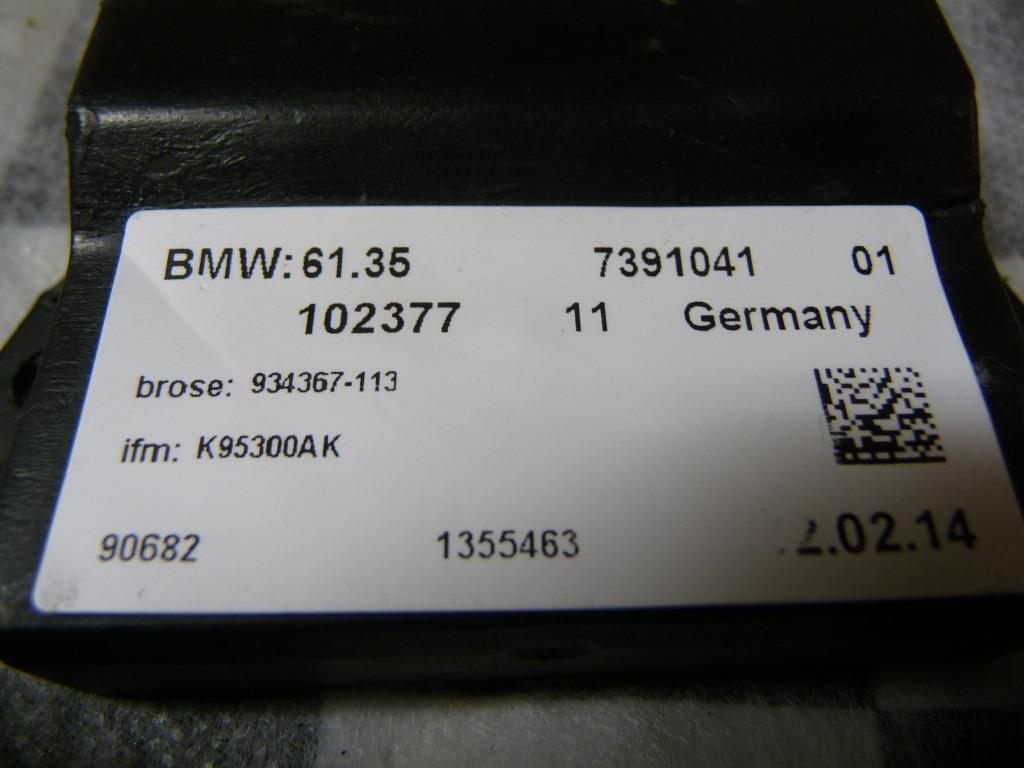 BMW: 61.35 7391041 01
102377 11 Germany
brose: 934367-113
ifm: K95300AK
90682 1355463 2.02.14